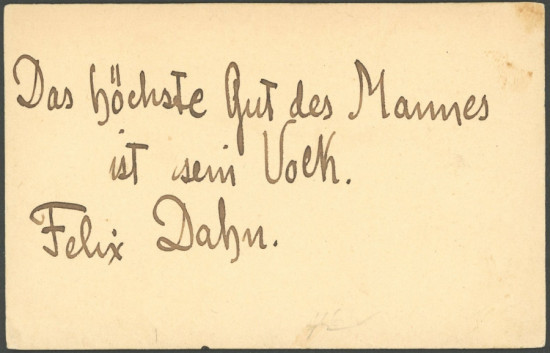 Das höchste Gut des Mannes
ist sein Volk.
Felix Dahn.